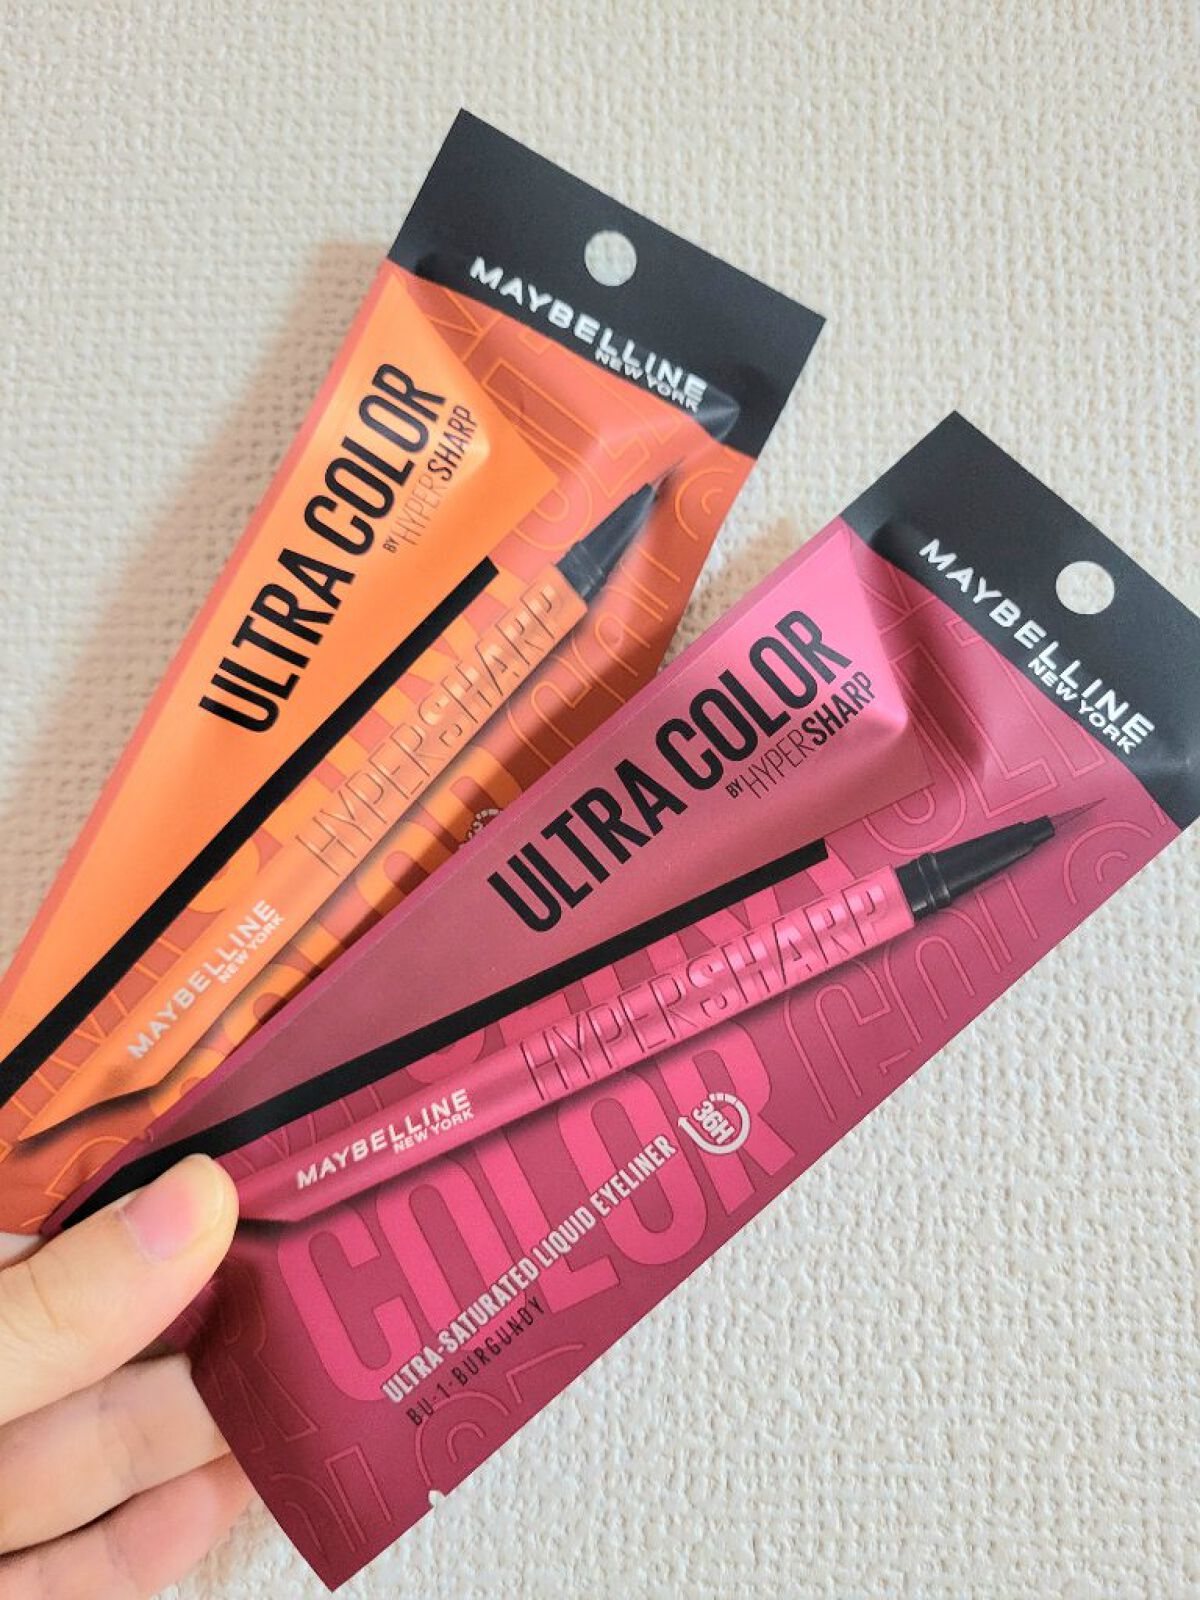 MAYBELLINE
NEW YORK
ULTRA COLOR
BY HYPERSHARP
HYPERSHARP
MAYBELLINE
NEW YORK
MAYBELLINE
NEW YORK
ULTRA COLOR
BY HYPERSHARP
HYPERSHARP
MAYBELLINE
NEW YORK
COLOR
36H
ULTRA-SATURATED LIQUID EYELINER
BU-1-BURGUNDY